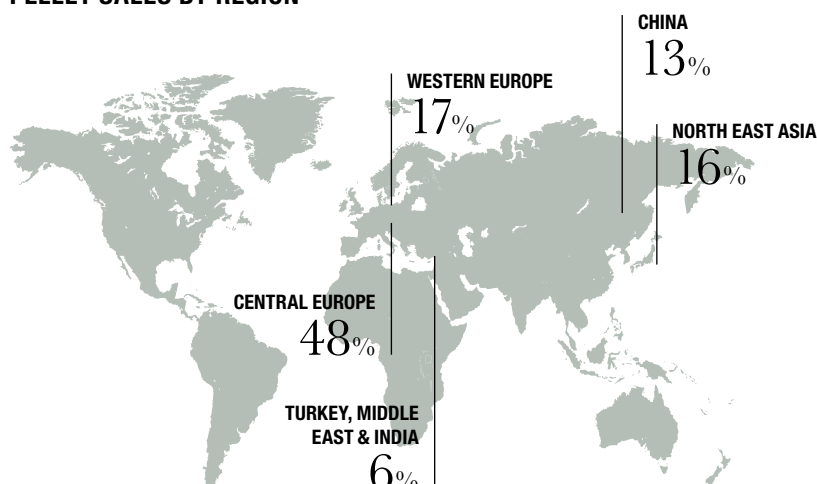 PELLET SALES BY REGION
CHINA
13%
WESTERN EUROPE
17%
NORTH EAST ASIA
16%
CENTRAL EUROPE
48%
TURKEY, MIDDLE
EAST & INDIA
6%